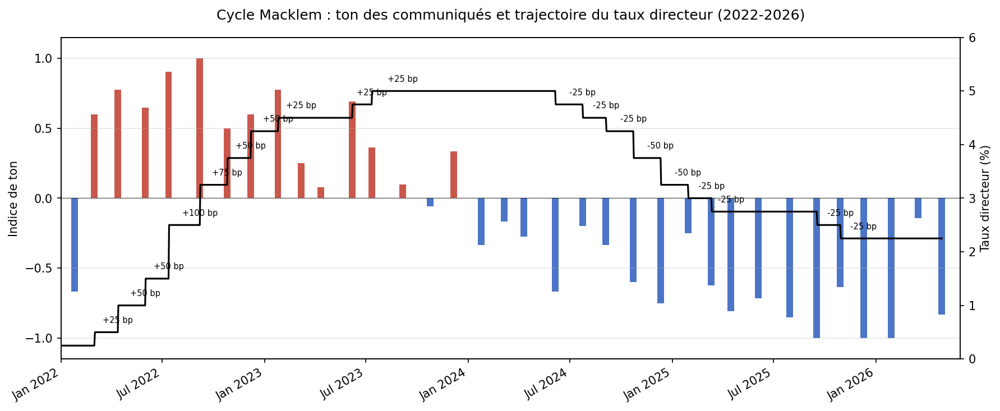 Cycle Macklem : ton des communiqués et trajectoire du taux directeur (2022-2026)
Indice de ton
1.0
0.5
0.0
−0.5
−1.0
+25 bp
+50 bp
+50 bp
+100 bp
+75 bp
+50 bp
+50 bp
+25 bp
+25 bp
+25 bp
-25 bp
-25 bp
-25 bp
-50 bp
-50 bp
-25 bp
-25 bp
-25 bp
-25 bp
6
5
4
3
2
1
0
Taux directeur (%)
Jan 2022
Jul 2022
Jan 2023
Jul 2023
Jan 2024
Jul 2024
Jan 2025
Jul 2025
Jan 2026